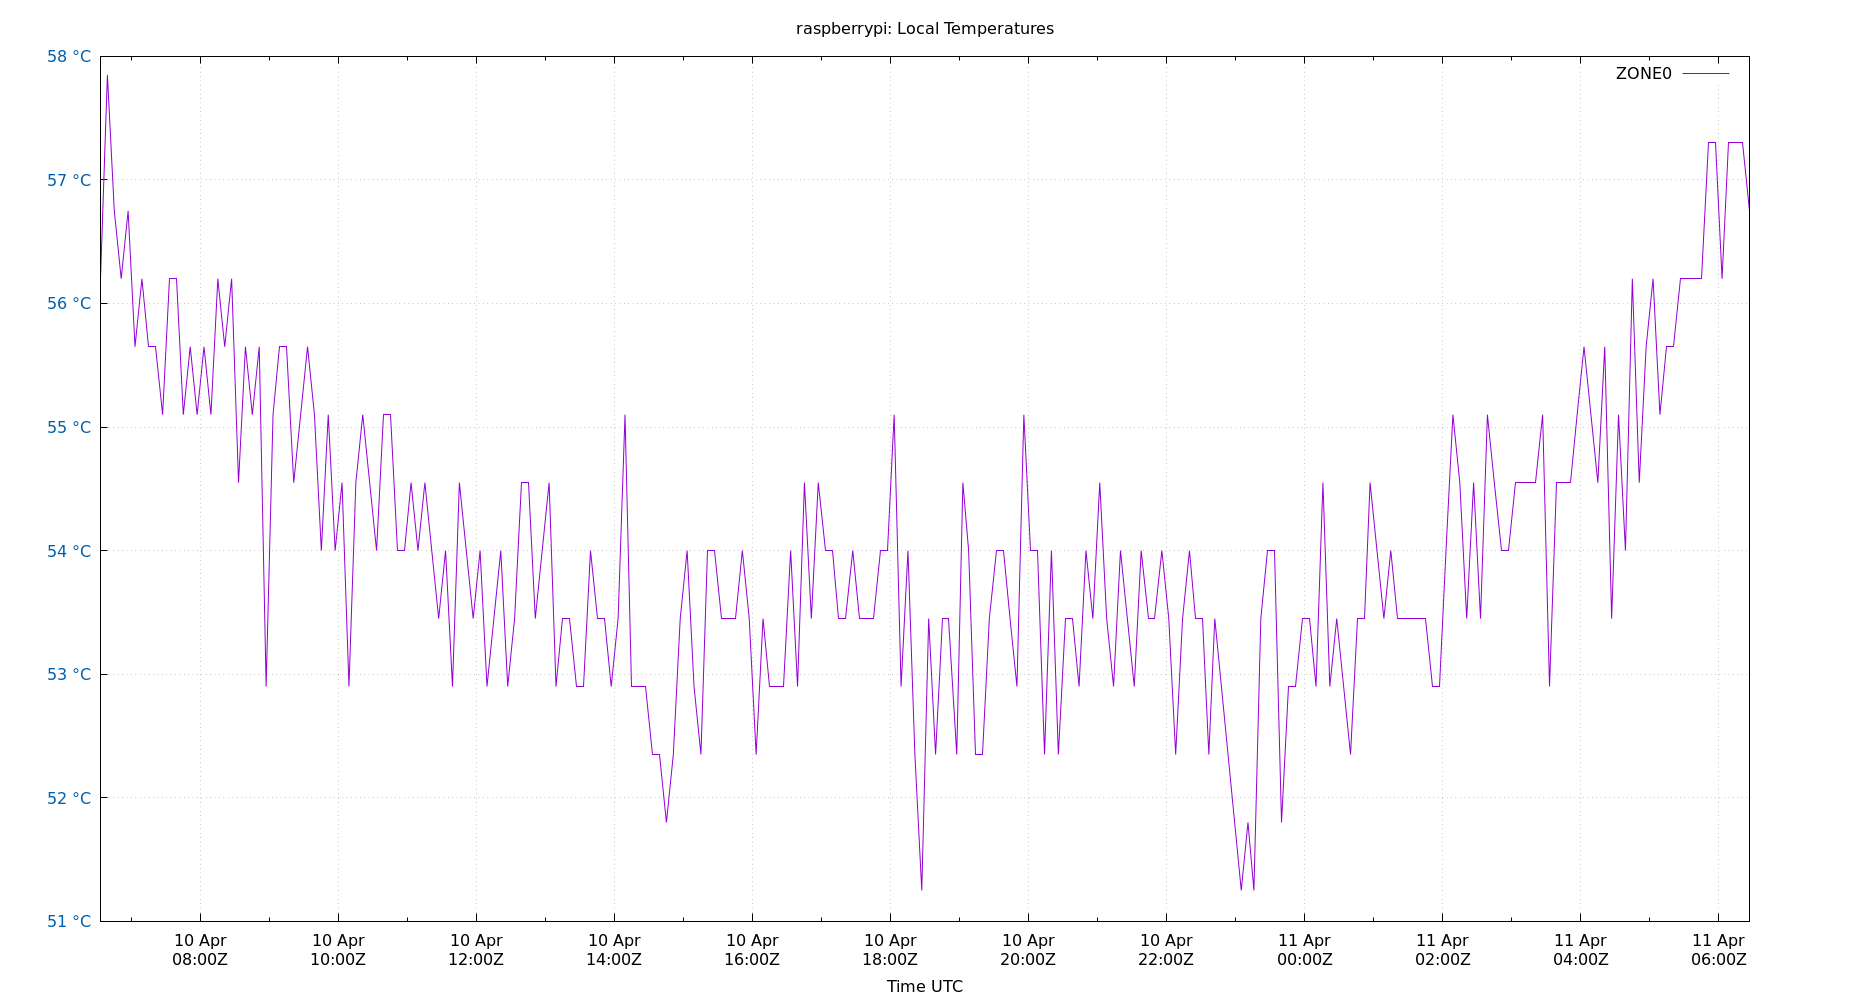 raspberrypi: Local Temperatures
58 °C
57 °C
56 °C
55 °C
54 °C
53 °C
52 °C
51 °C
ZONE0
10 Apr 10 Apr 10 Apr 10 Apr 10 Apr 10 Apr 10 Apr 10 Apr 11 Apr 11 Apr 11 Apr 11 Apr
08:00Z 10:00Z 12:00Z 14:00Z 16:00Z 18:00Z 20:00Z 22:00Z 00:00Z 02:00Z 04:00Z 06:00Z
Time UTC